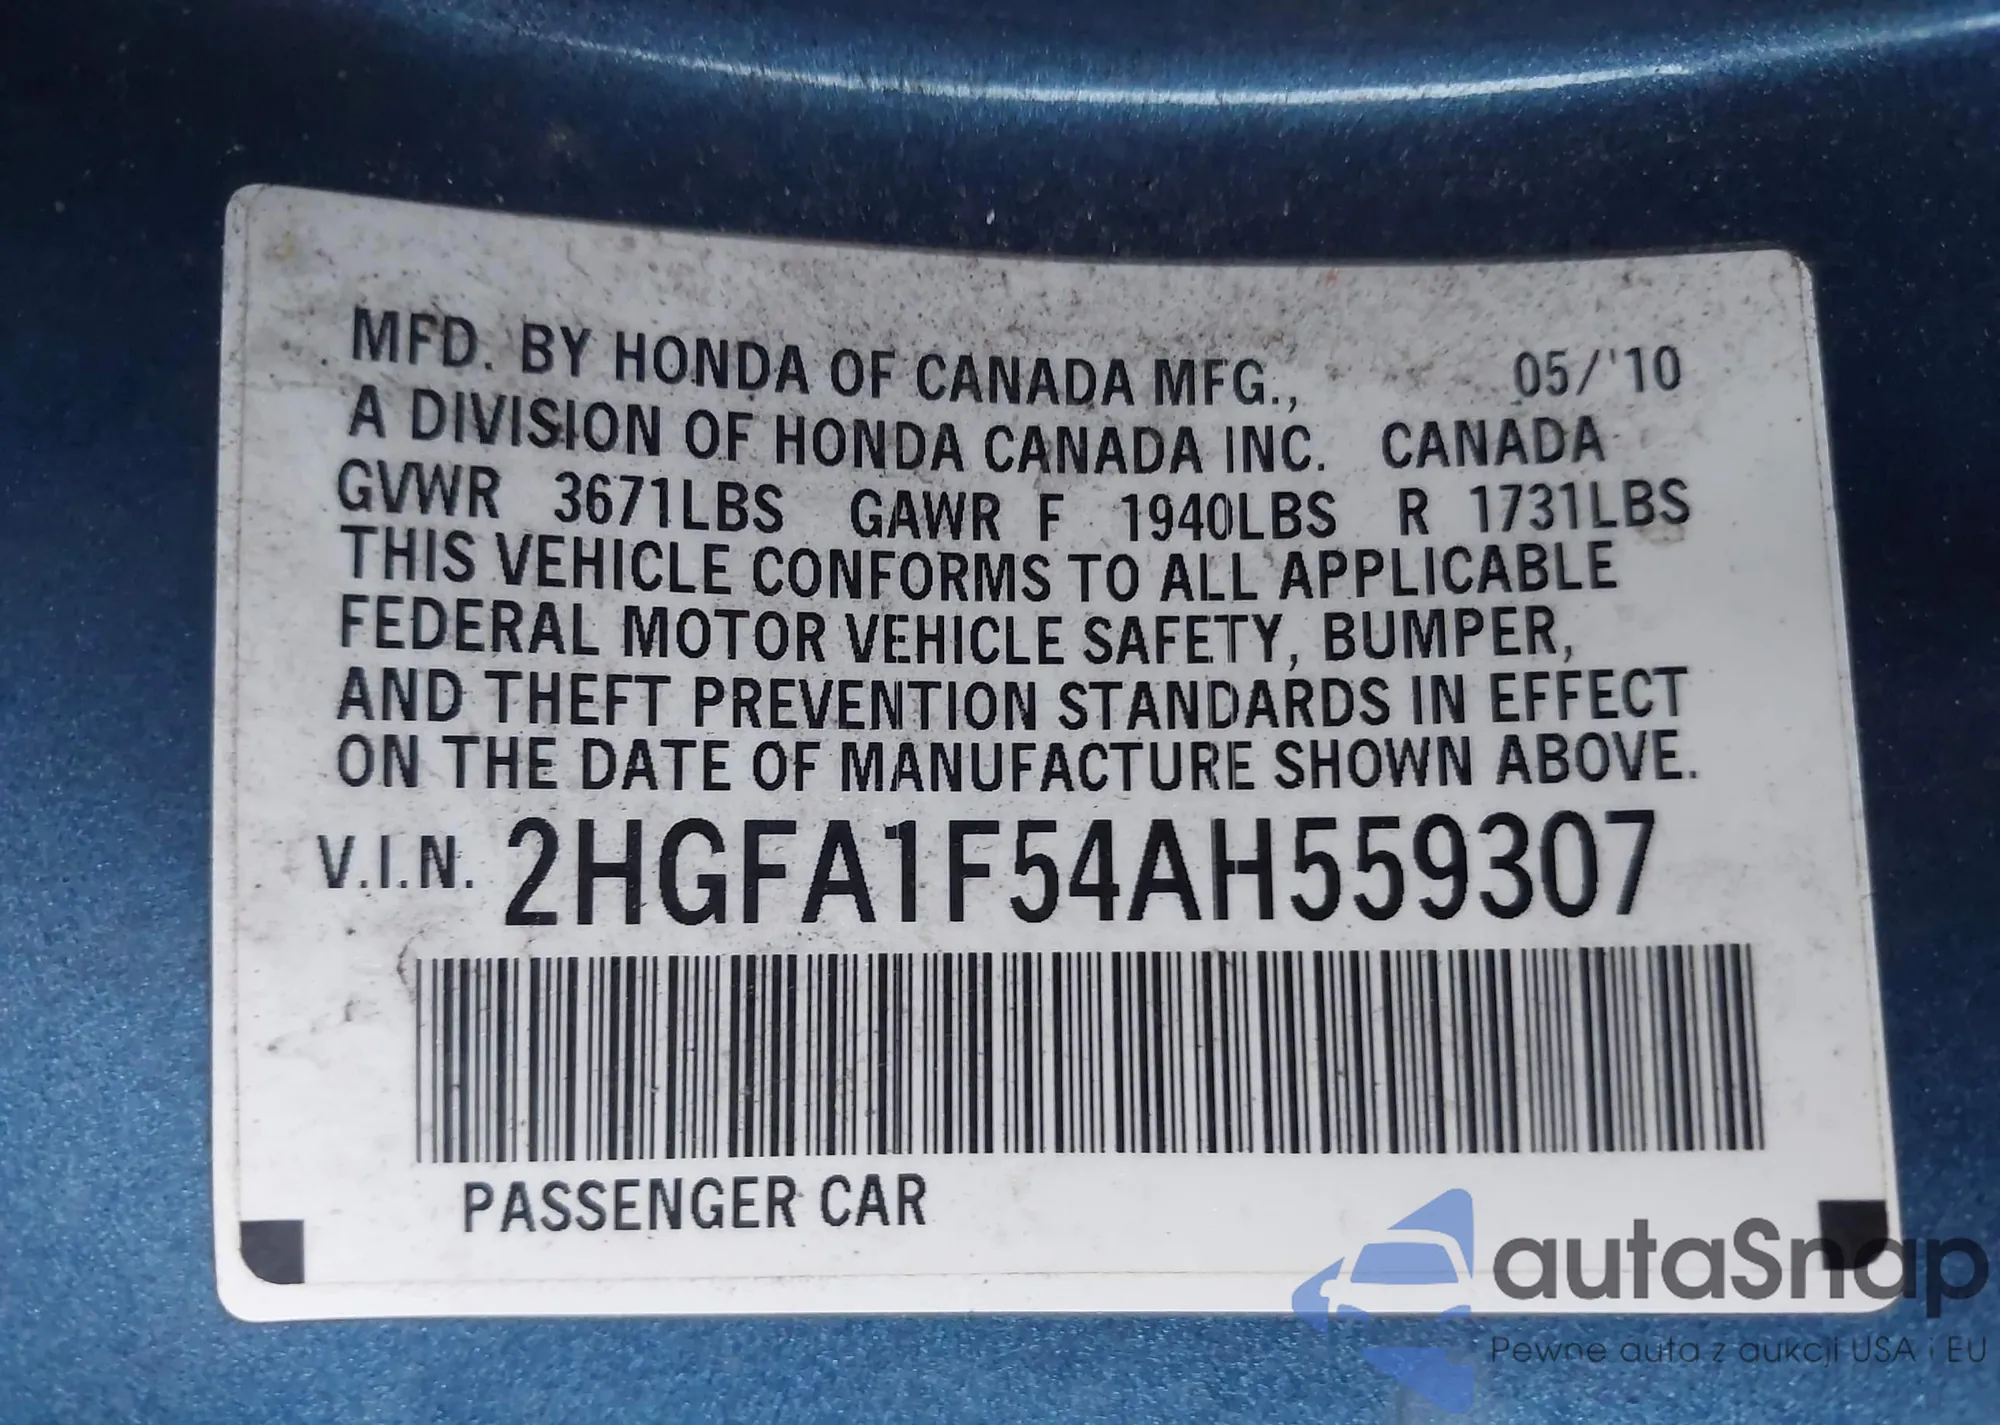 MFD. BY HONDA OF CANADA MFG., 05/'10
A DIVISION OF HONDA CANADA INC. CANADA
GVWR 3671LBS GAWR F 1940LBS R 1731LBS
THIS VEHICLE CONFORMS TO ALL APPLICABLE
FEDERAL MOTOR VEHICLE SAFETY, BUMPER,
AND THEFT PREVENTION STANDARDS IN EFFECT
ON THE DATE OF MANUFACTURE SHOWN ABOVE.
V.I.N. 2HGFA1F54AH559307
PASSENGER CAR
autaSnap
Pewne auta z aukcji USA i EU